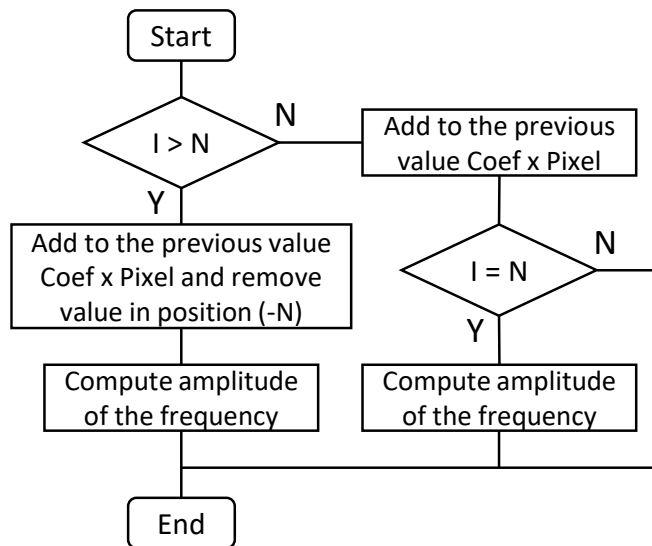 Start
I > N
N
Y
Add to the previous
value Coef x Pixel
Add to the previous value
Coef x Pixel and remove
value in position (-N)
I = N
N
Y
Compute amplitude
of the frequency
Compute amplitude
of the frequency
End